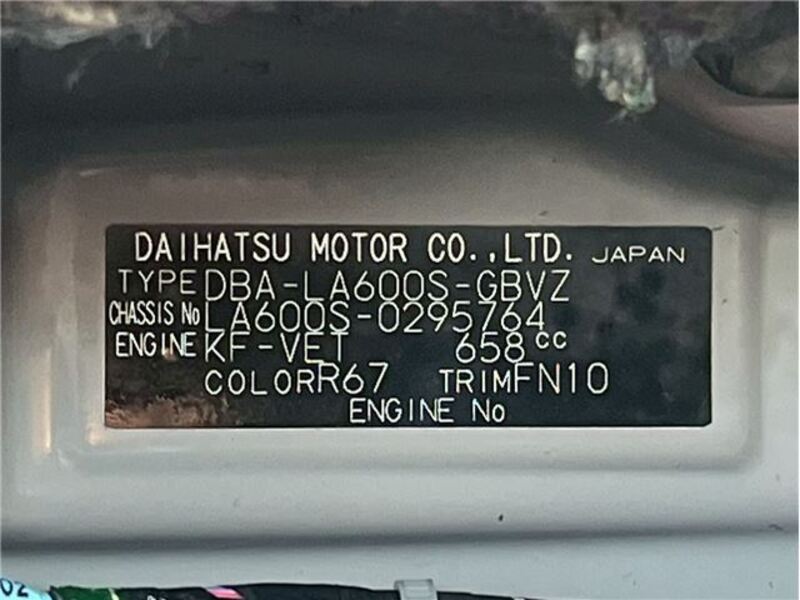 DAIHATSU MOTOR CO.,LTD. JAPAN
TYPE DBA-LA600S-GBVZ
CHASSIS No LA600S-0295764
ENGINE KF-VET 658cc
COLOR R67 TRIM FN10
ENGINE No
02